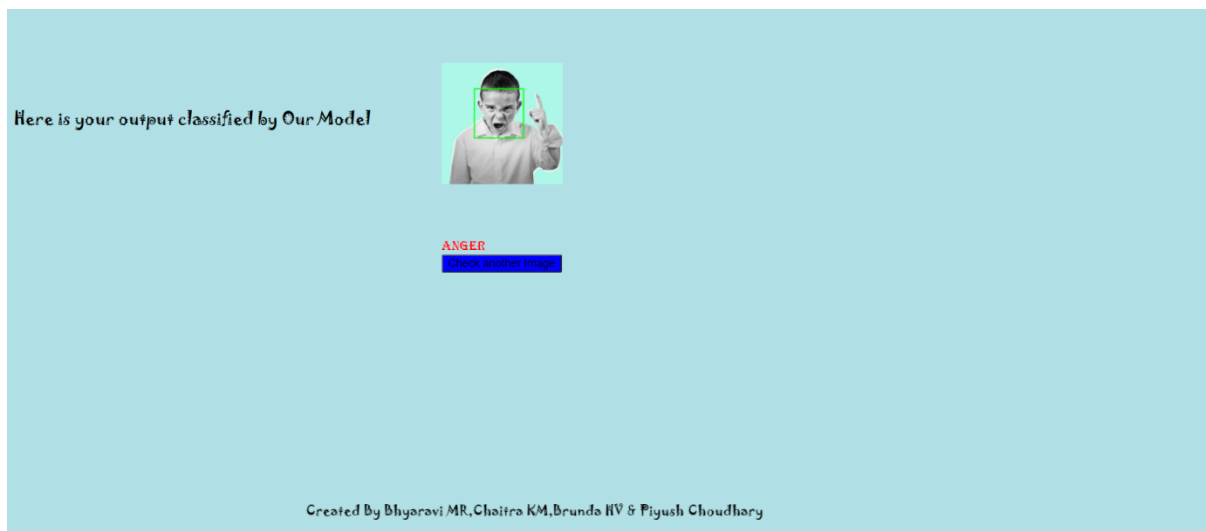 Here is your output classified by Our Model
ANGER
Check another Image
Created By Bhyaravi MR,Chaitra KM,Brunda NV & Piyush Choudhary